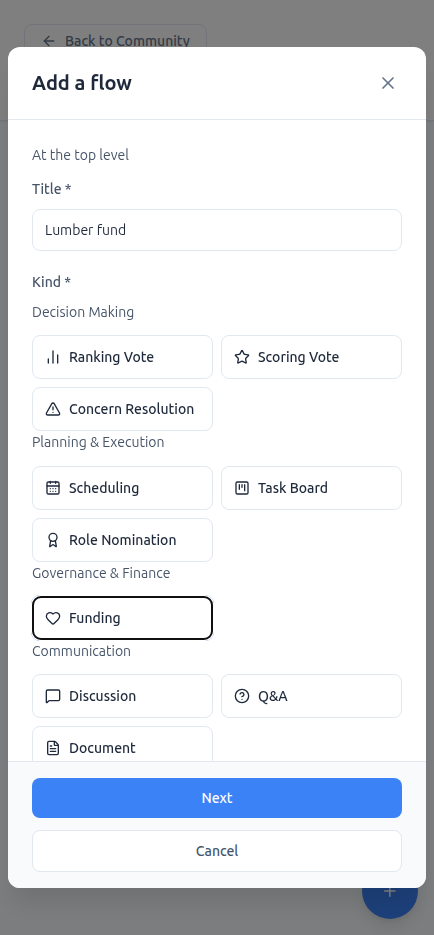 Back to Community
Add a flow
At the top level
Title *
Lumber fund
Kind *
Decision Making
Ranking Vote
Scoring Vote
Concern Resolution
Planning & Execution
Scheduling
Task Board
Role Nomination
Governance & Finance
Funding
Communication
Discussion
Q&A
Document
Next
Cancel